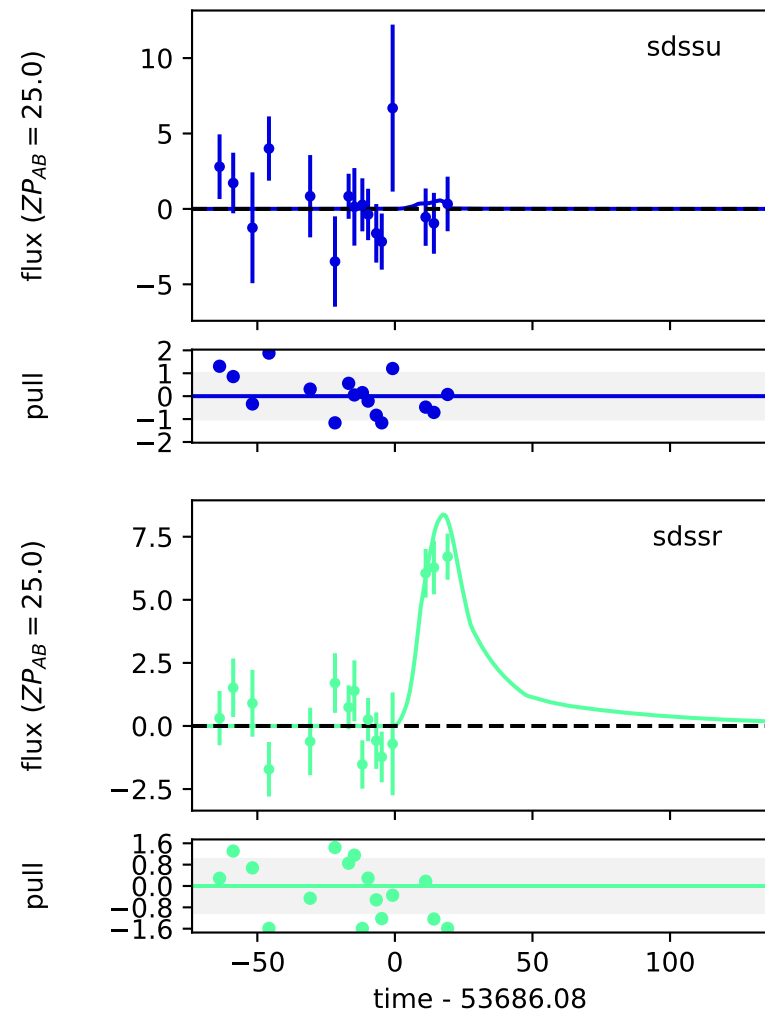 sdssu
flux (ZP_AB = 25.0)
10
5
0
−5
pull
2
1
0
−1
−2
sdssr
flux (ZP_AB = 25.0)
7.5
5.0
2.5
0.0
−2.5
pull
1.6
0.8
0.0
−0.8
−1.6
−50 0 50 100
time - 53686.08